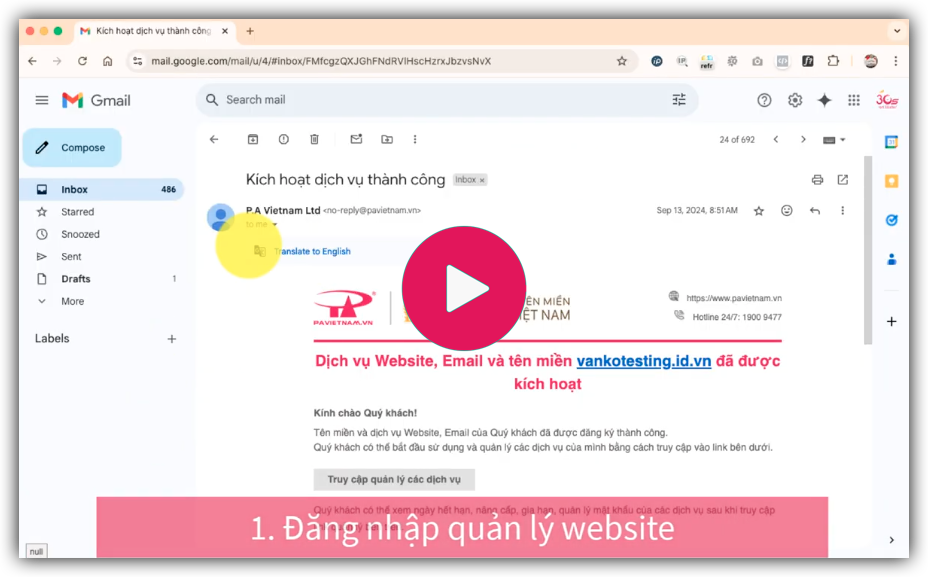 Kích hoạt dịch vụ thành công
mail.google.com/mail/u/4/#inbox/FMfcgzQXJGhFNdRVlHscHzrxJbzvsNvX
refr
Gmail
Search mail
Compose
24 of 692
Inbox 486
Starred
Snoozed
Sent
Drafts 1
More
Labels
Kích hoạt dịch vụ thành công Inbox x
P.A Vietnam Ltd <no-reply@pavietnam.vn>
Sep 13, 2024, 8:51 AM
to me
Translate to English
PAVIETNAM.VN
ÊN MIỀN
IỆT NAM
https://www.pavietnam.vn
Hotline 24/7: 1900 9477
Dịch vụ Website, Email và tên miền vankotesting.id.vn đã được
kích hoạt
Kính chào Quý khách!
Tên miền và dịch vụ Website, Email của Quý khách đã được đăng ký thành công.
Quý khách có thể bắt đầu sử dụng và quản lý các dịch vụ của mình bằng cách truy cập vào link bên dưới.
Truy cập quản lý các dịch vụ
Quý khách có thể xem ngày hết hạn, nâng cấp, gia hạn, quản lý mật khẩu của các dịch vụ sau khi truy cập
1. Đăng nhập quản lý website
null